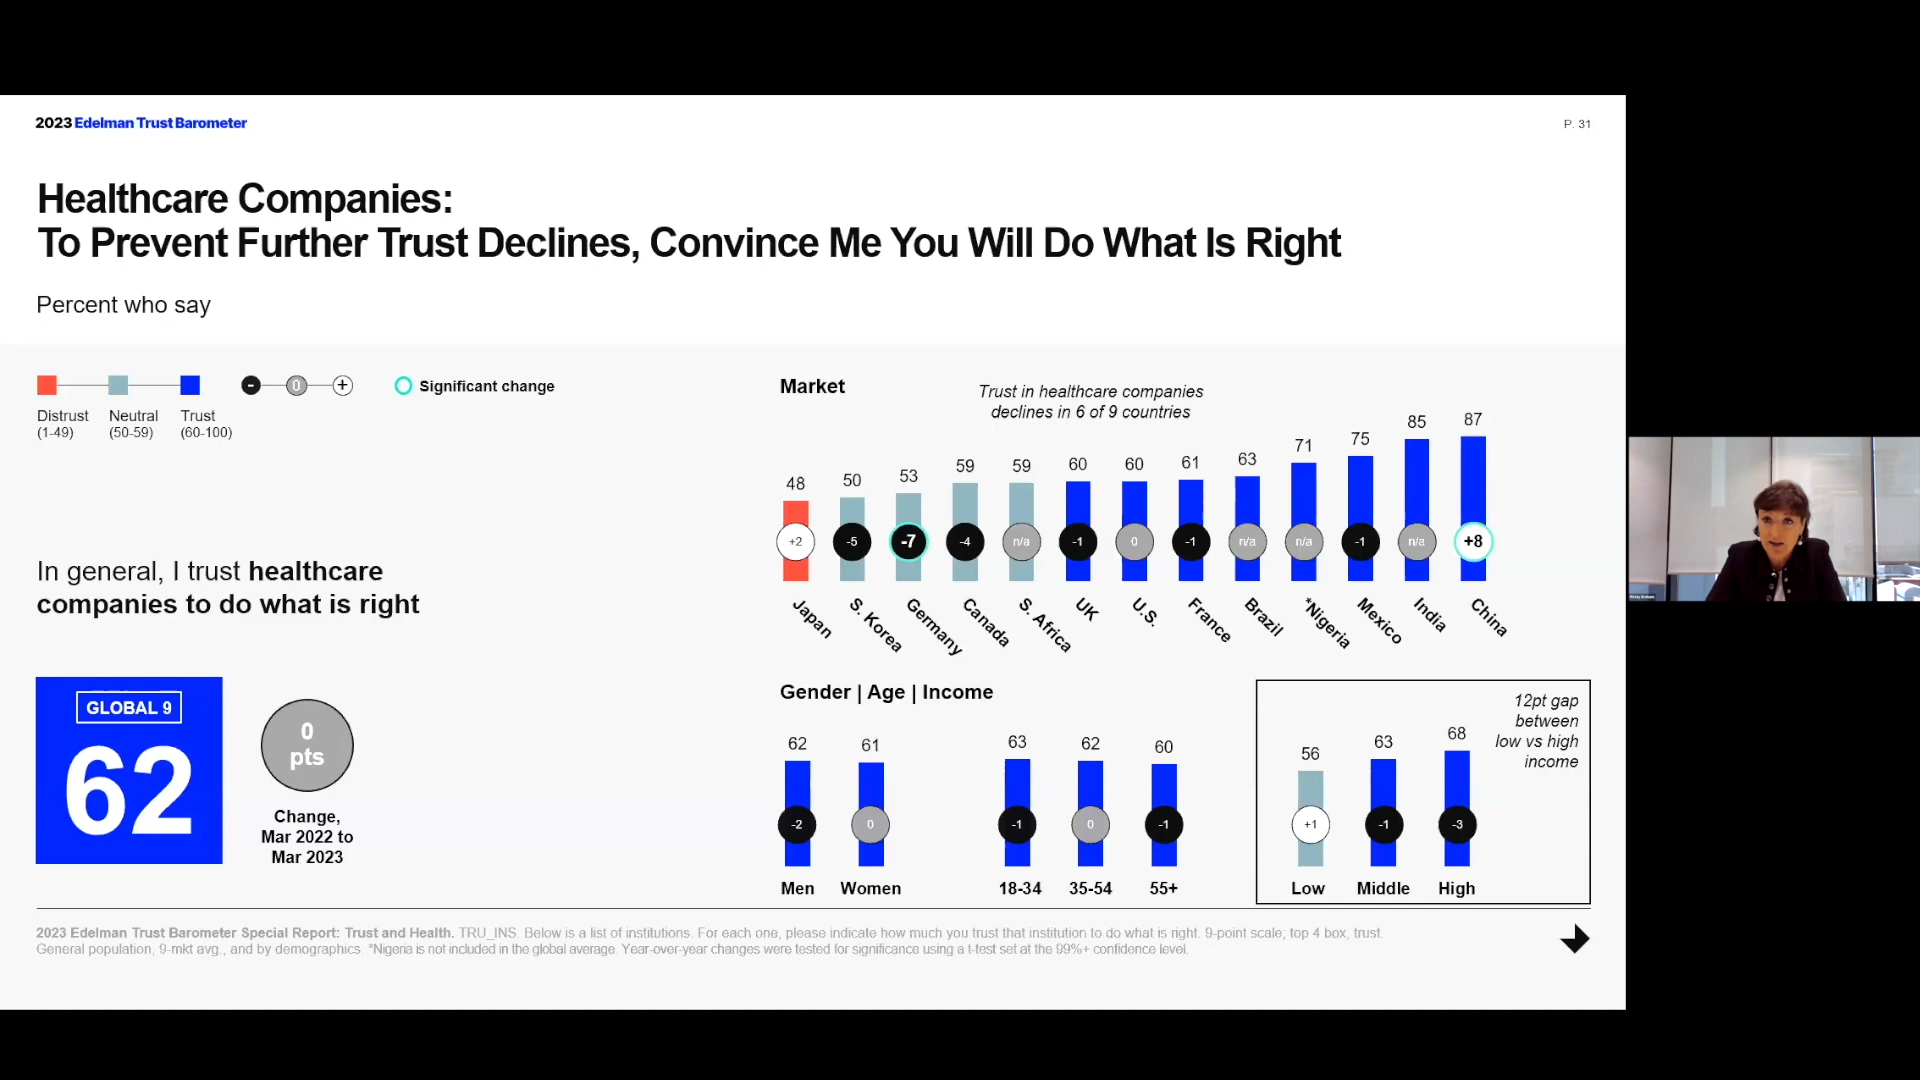 2023 Edelman Trust Barometer
P. 31
Healthcare Companies:
To Prevent Further Trust Declines, Convince Me You Will Do What Is Right
Percent who say
- 0 + Significant change
Distrust Neutral Trust
(1-49) (50-59) (60-100)
In general, I trust healthcare
companies to do what is right
GLOBAL 9
62
0
pts
Change,
Mar 2022 to
Mar 2023
Market
Trust in healthcare companies
declines in 6 of 9 countries
48 50 53 59 59 60 60 61 63 71 75 85 87
+2 -5 -7 -4 n/a -1 0 -1 n/a n/a -1 n/a +8
Japan S. Korea Germany Canada S. Africa UK U.S. France Brazil *Nigeria Mexico India China
Gender | Age | Income
62 61 63 62 60 56 63 68
-2 0 -1 0 -1 +1 -1 -3
Men Women 18-34 35-54 55+ Low Middle High
12pt gap
between
low vs high
income
2023 Edelman Trust Barometer Special Report: Trust and Health. TRU_INS. Below is a list of institutions. For each one, please indicate how much you trust that institution to do what is right. 9-point scale; top 4 box, trust.
General population, 9-mkt avg., and by demographics. *Nigeria is not included in the global average. Year-over-year changes were tested for significance using a t-test set at the 99%+ confidence level.